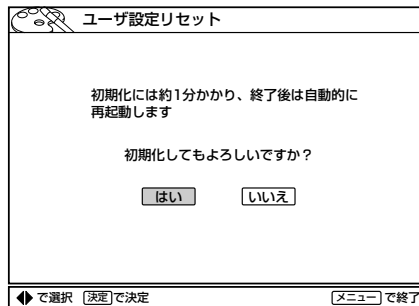 ユーザ設定リセット
初期化には約1分かかり、終了後は自動的に
再起動します
初期化してもよろしいですか？
はい いいえ
で選択 決定で決定 メニューで終了